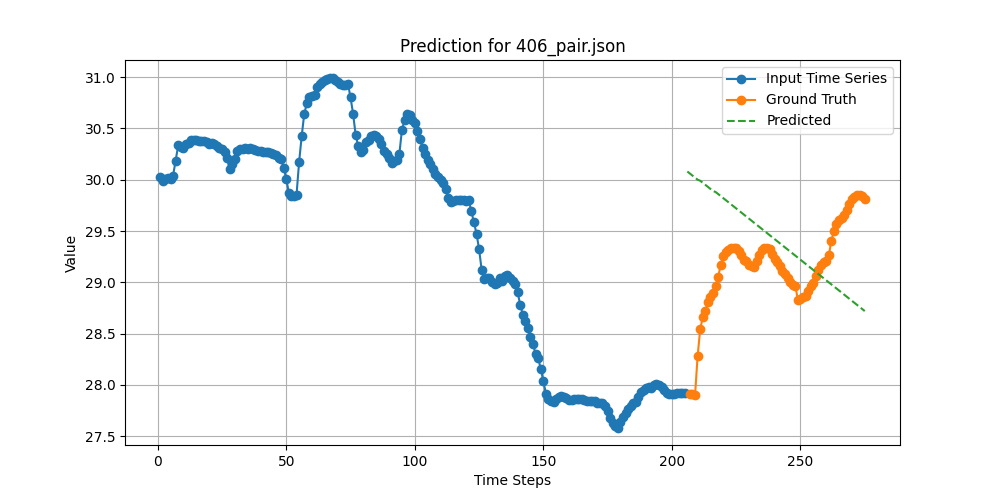 Prediction for 406_pair.json
Input Time Series
Ground Truth
Predicted
Value
31.0
30.5
30.0
29.5
29.0
28.5
28.0
27.5
0 50 100 150 200 250
Time Steps